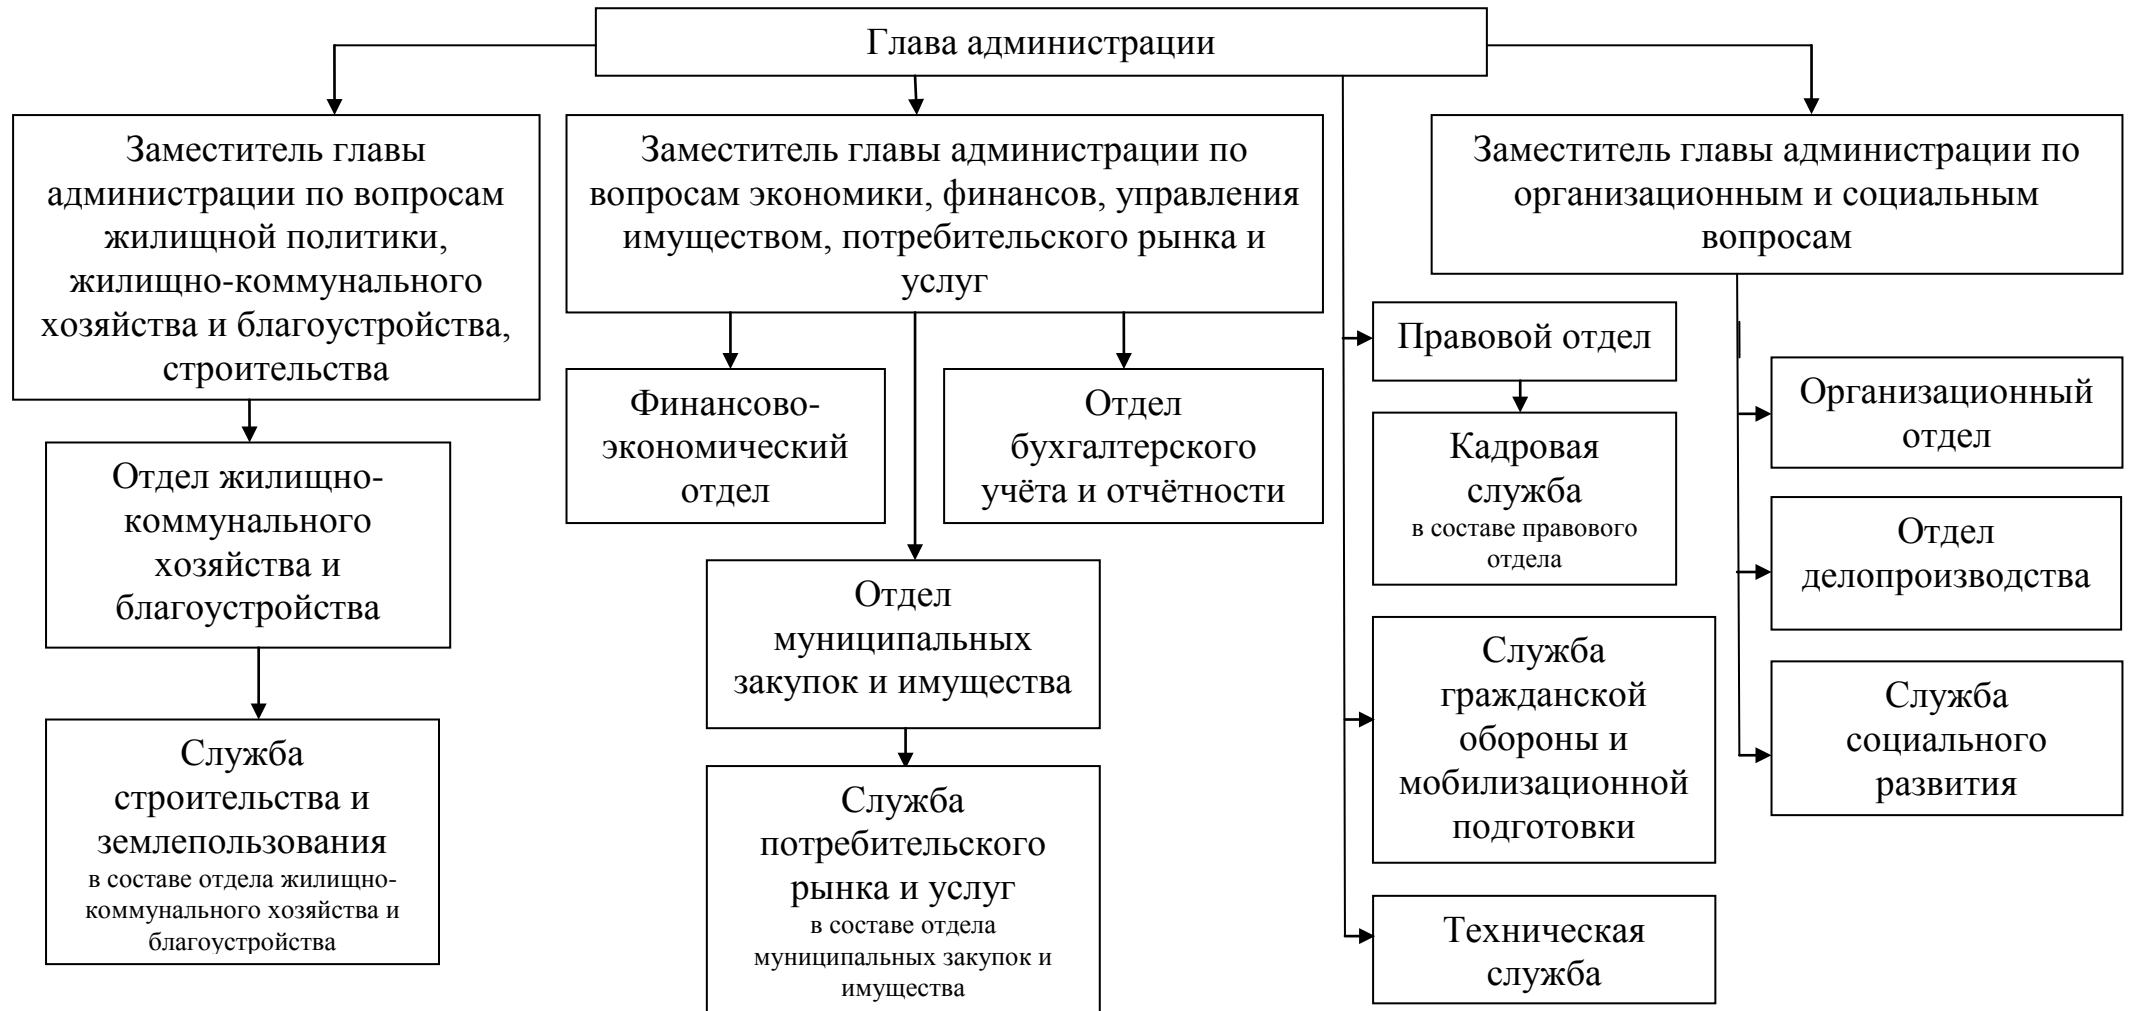 Глава администрации
Заместитель главы
администрации по вопросам
жилищной политики,
жилищно-коммунального
хозяйства и благоустройства,
строительства
Заместитель главы администрации по
вопросам экономики, финансов, управления
имуществом, потребительского рынка и
услуг
Заместитель главы администрации по
организационным и социальным
вопросам
Отдел жилищно-
коммунального
хозяйства и
благоустройства
Служба
строительства и
землепользования
в составе отдела жилищно-
коммунального хозяйства и
благоустройства
Финансово-
экономический
отдел
Отдел
бухгалтерского
учёта и отчётности
Отдел
муниципальных
закупок и имущества
Служба
потребительского
рынка и услуг
в составе отдела
муниципальных закупок и
имущества
Правовой отдел
Кадровая
служба
в составе правового
отдела
Служба
гражданской
обороны и
мобилизационной
подготовки
Техническая
служба
Организационный
отдел
Отдел
делопроизводства
Служба
социального
развития